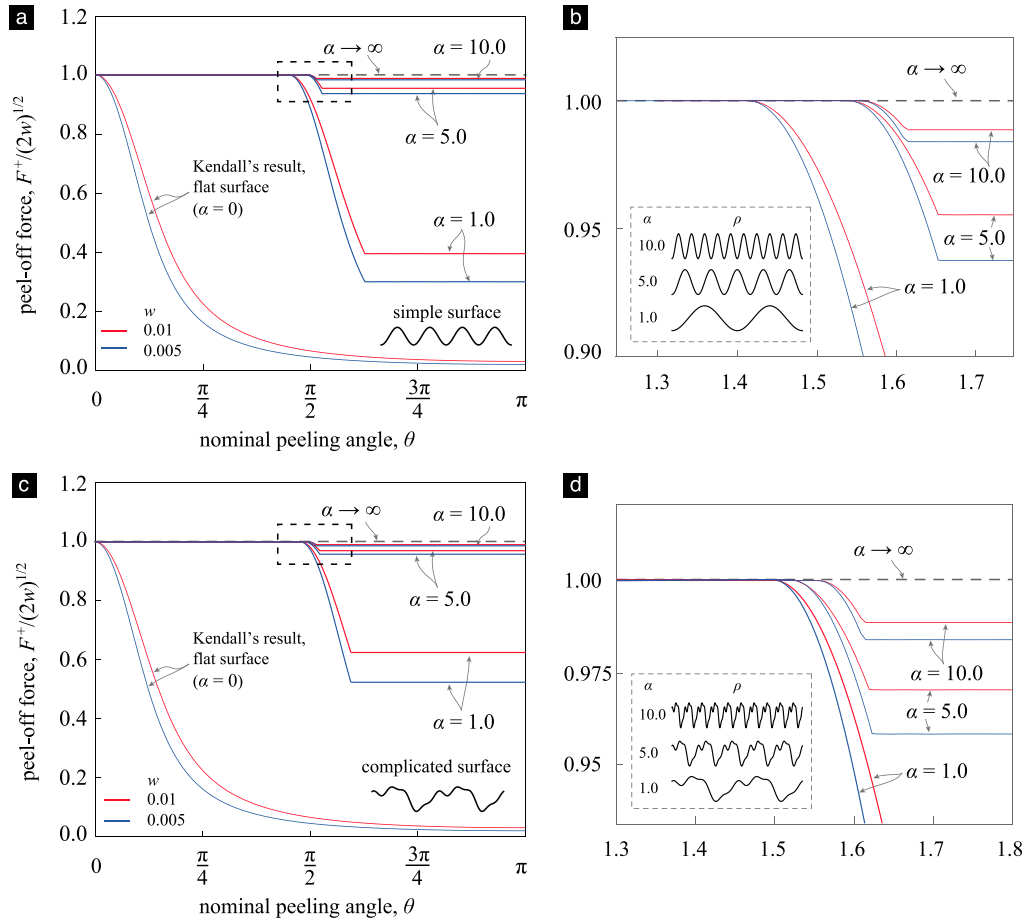 a
1.2
1.0
0.8
0.6
0.4
0.2
0.0
peel-off force, F⁺/(2w)^1/2
α → ∞
α = 10.0
α = 5.0
Kendall's result,
flat surface
(α = 0)
α = 1.0
w
0.01
0.005
simple surface
0
π/4
π/2
3π/4
π
nominal peeling angle, θ
b
1.00
0.95
0.90
α → ∞
α = 10.0
α = 5.0
α = 1.0
α ρ
10.0
5.0
1.0
1.3 1.4 1.5 1.6 1.7
c
1.2
1.0
0.8
0.6
0.4
0.2
0.0
peel-off force, F⁺/(2w)^1/2
α → ∞
α = 10.0
α = 5.0
Kendall's result,
flat surface
(α = 0)
α = 1.0
w
0.01
0.005
complicated surface
0
π/4
π/2
3π/4
π
nominal peeling angle, θ
d
1.00
0.975
0.95
α → ∞
α = 10.0
α = 5.0
α = 1.0
α ρ
10.0
5.0
1.0
1.3 1.4 1.5 1.6 1.7 1.8